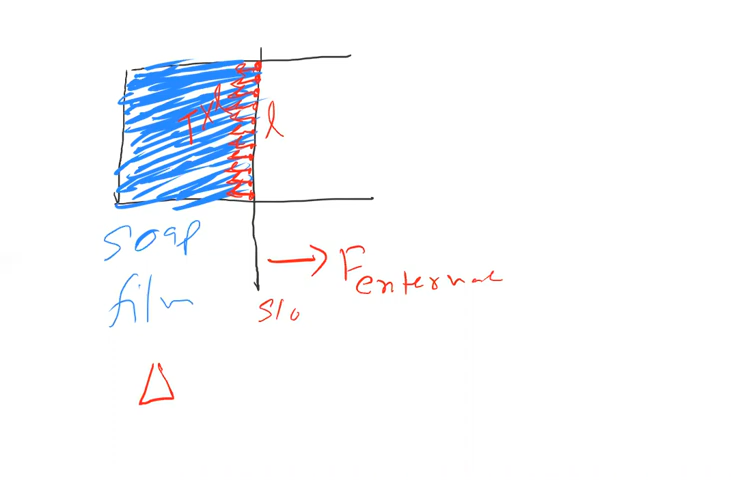 T x l
l
soap
film
F external
slo
Δ